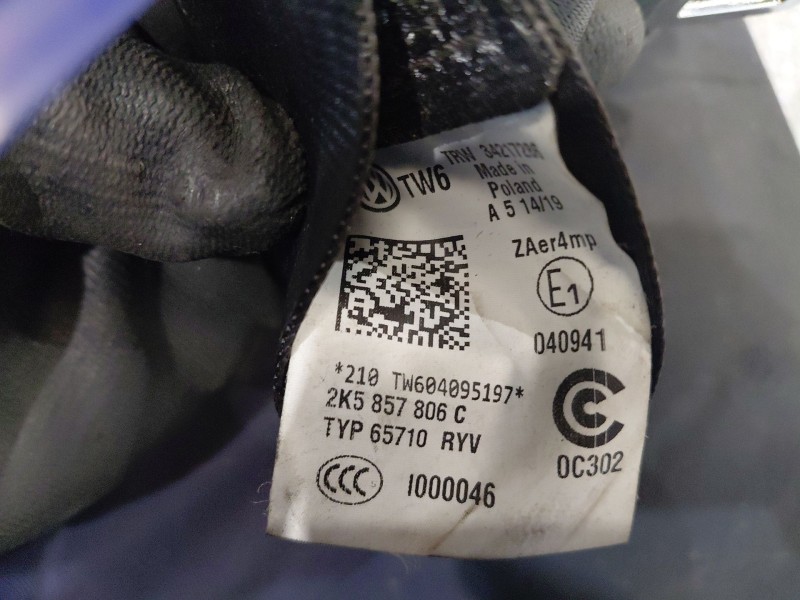 TRW 34217266
TW6
Made in
Poland
A 5 14/19
ZAer4mp
E1
040941
*210 TW604095197*
2K5 857 806 C
TYP 65710 RYV
0C302
CCC S
I000046